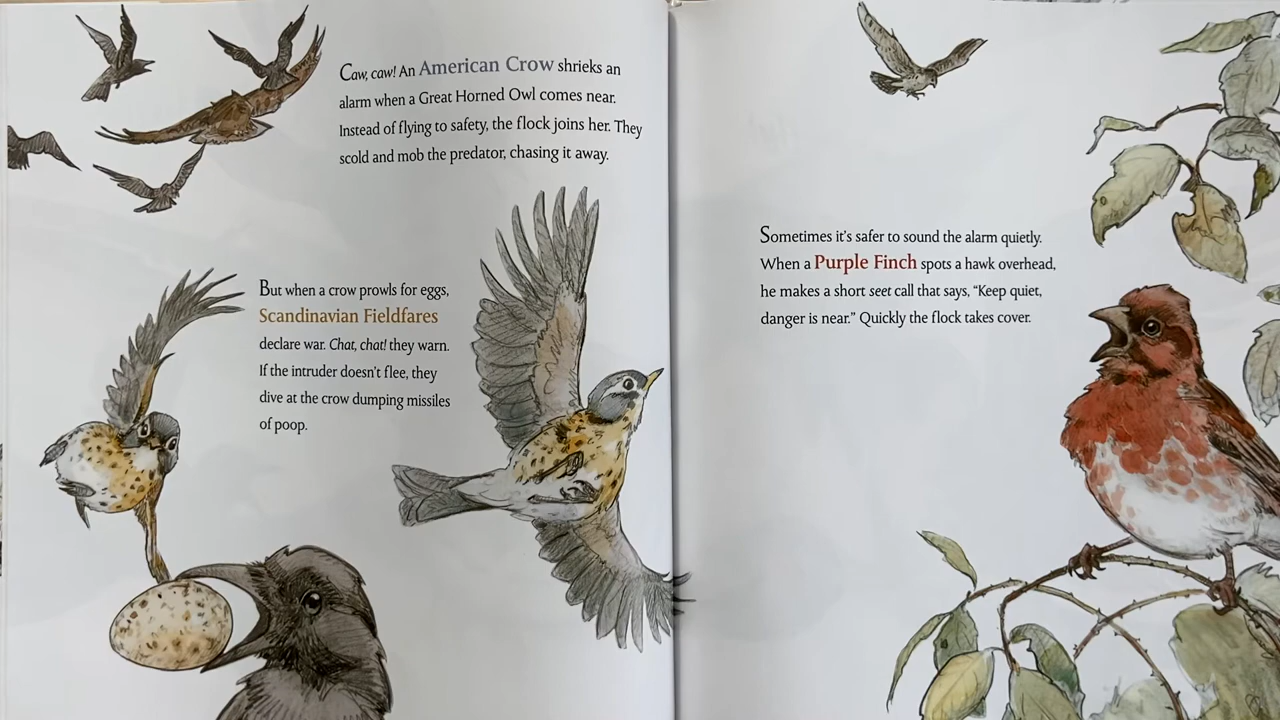 Caw, caw! An American Crow shrieks an
alarm when a Great Horned Owl comes near.
Instead of flying to safety, the flock joins her. They
scold and mob the predator, chasing it away.
But when a crow prowls for eggs,
Scandinavian Fieldfares
declare war. Chat, chat! they warn.
If the intruder doesn't flee, they
dive at the crow dumping missiles
of poop.
Sometimes it's safer to sound the alarm quietly.
When a Purple Finch spots a hawk overhead,
he makes a short seet call that says, “Keep quiet,
danger is near.” Quickly the flock takes cover.